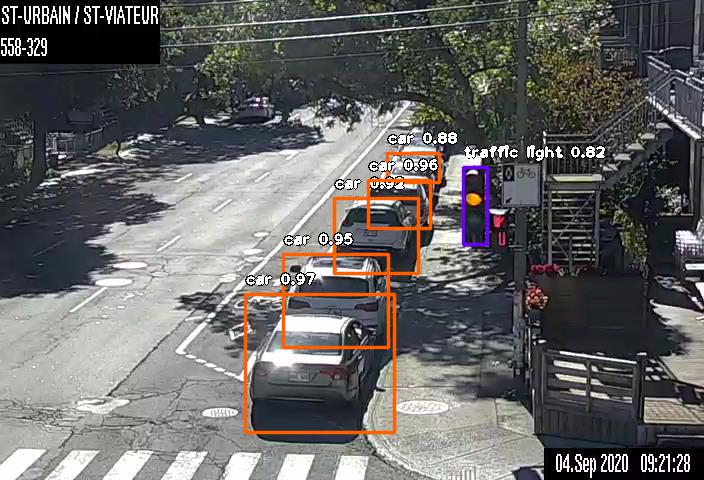 ST-URBAIN / ST-VIATEUR
558-329
car 0.88
traffic light 0.82
car 0.96
car 0.92
car 0.95
car 0.97
04.Sep 2020 09:21:28